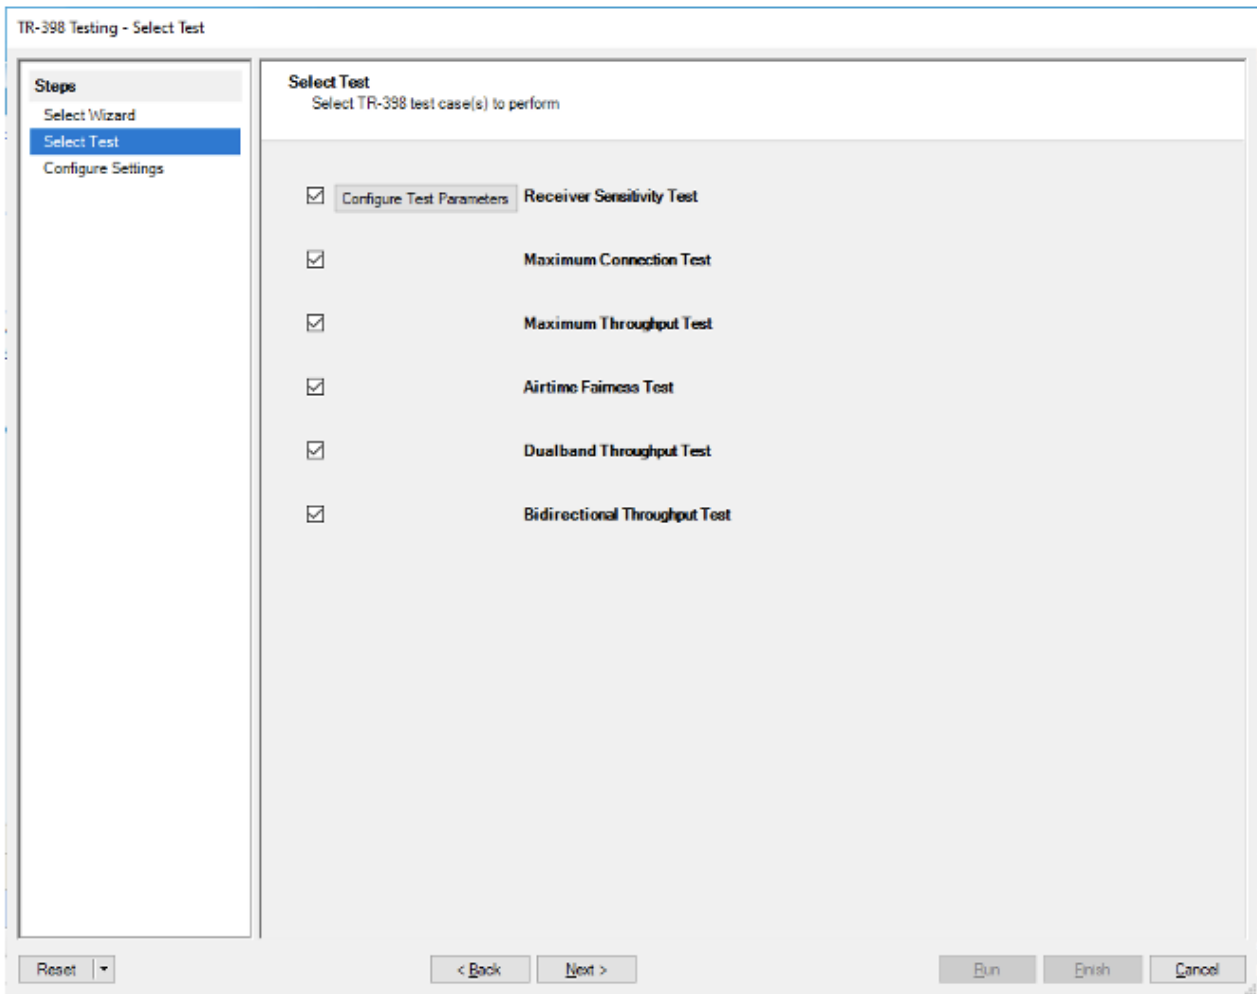 TR-398 Testing - Select Test
Steps
Select Wizard
Select Test
Configure Settings
Select Test
Select TR-398 test case(s) to perform
Configure Test Parameters Receiver Sensitivity Test
Maximum Connection Test
Maximum Throughput Test
Airtime Fairness Test
Dualband Throughput Test
Bidirectional Throughput Test
Reset < Back Next > Run Finish Cancel